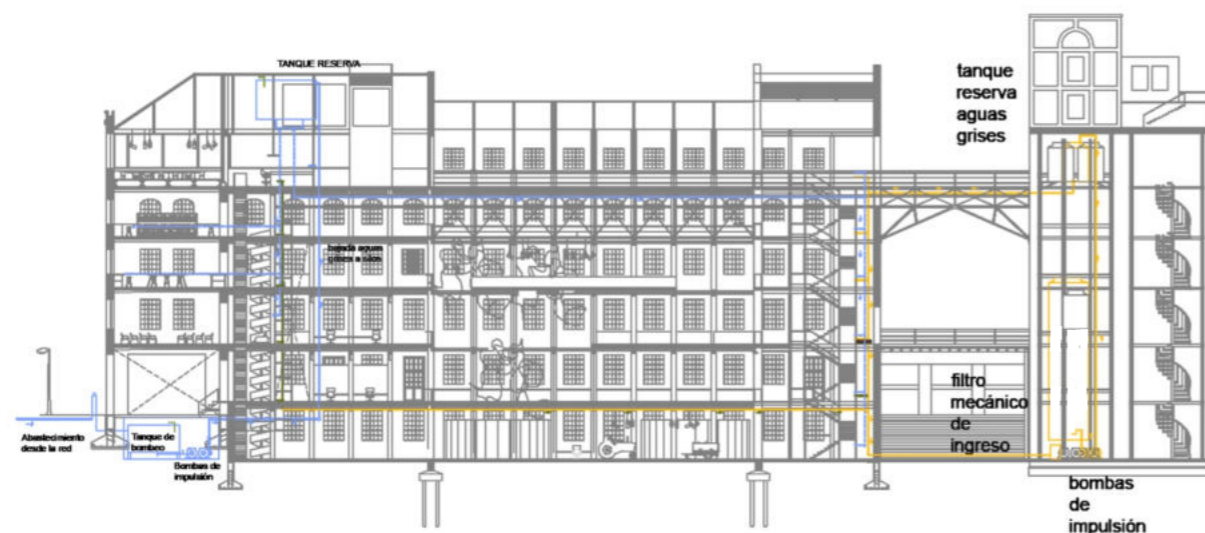 TANQUE RESERVA
tanque
reserva
aguas
grises
bajada aguas
grises a silos
filtro
mecánico
de
ingreso
Abastecimiento
desde la red
Tanque de
bombeo
Bombas de
impulsión
bombas
de
impulsión